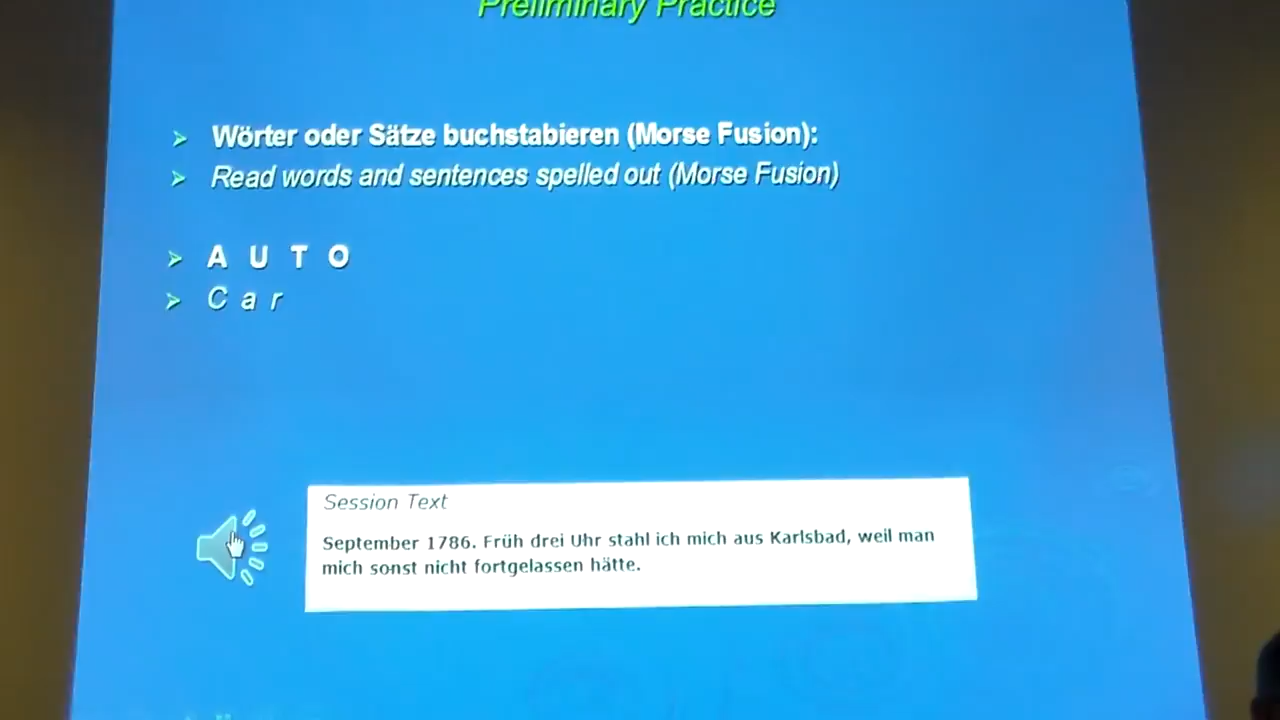 Preliminary Practice
Wörter oder Sätze buchstabieren (Morse Fusion):
Read words and sentences spelled out (Morse Fusion)
A U T O
C a r
Session Text
September 1786. Früh drei Uhr stahl ich mich aus Karlsbad, weil man
mich sonst nicht fortgelassen hätte.